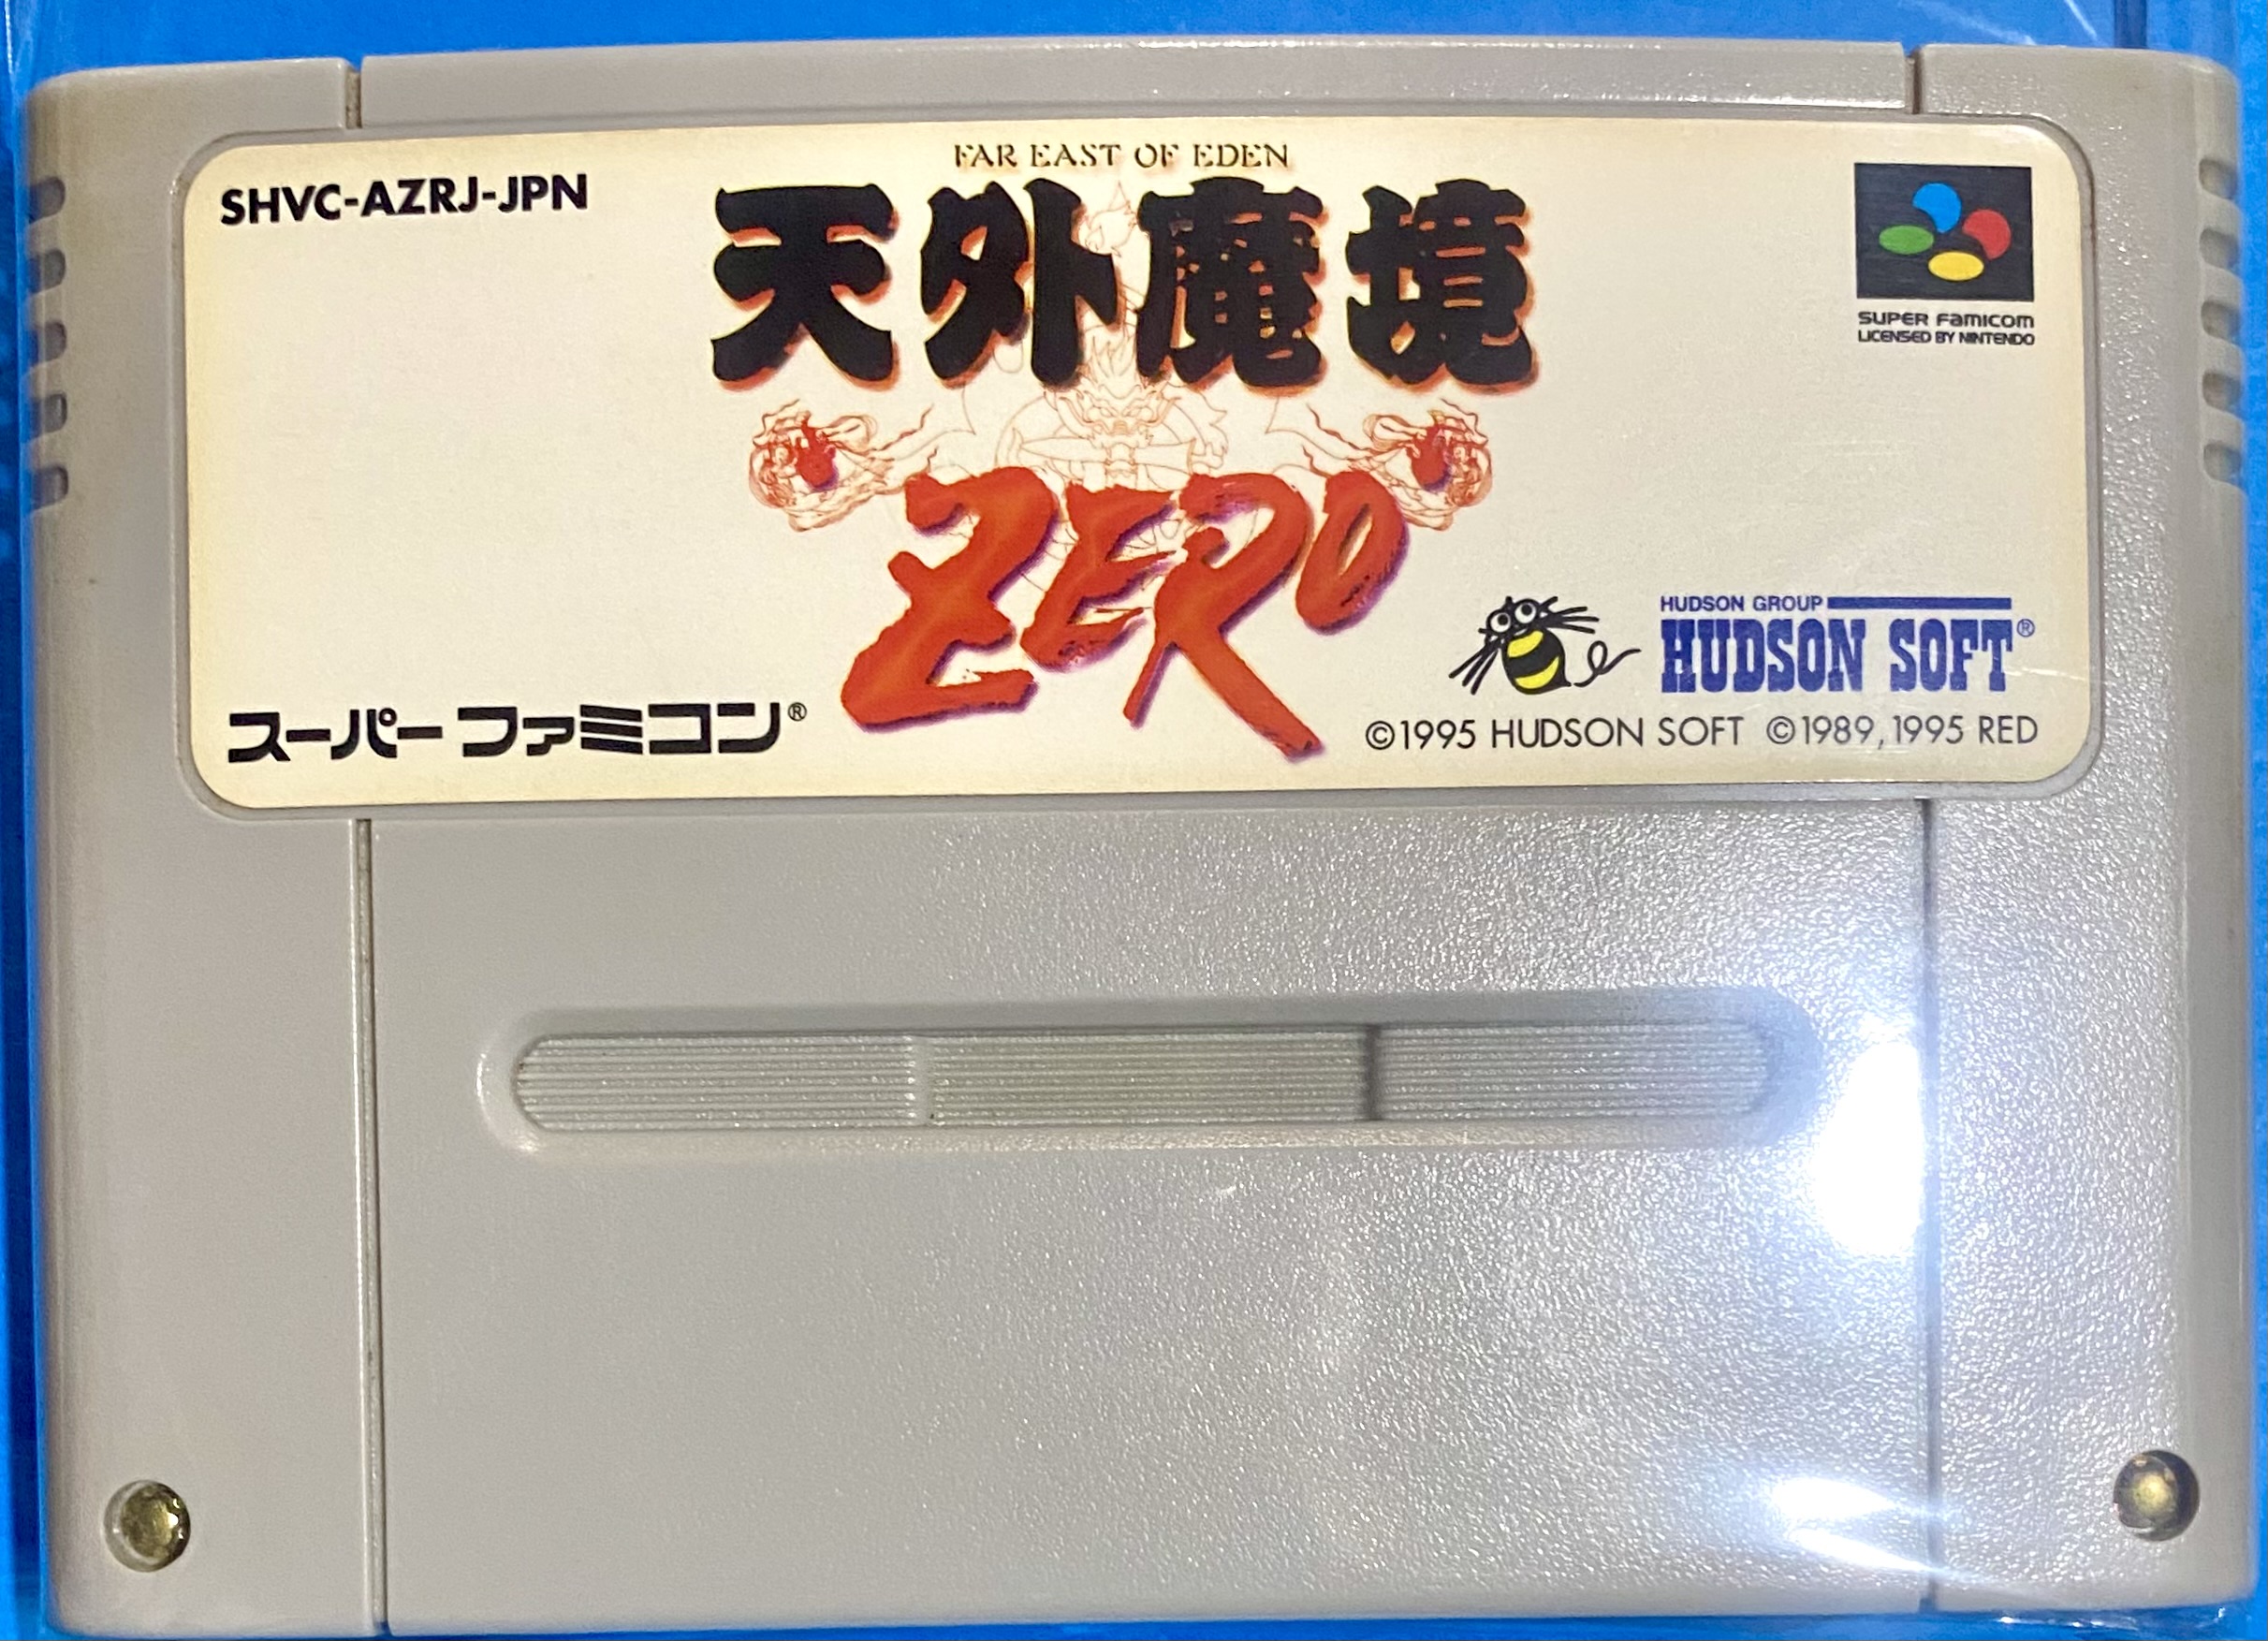 FAR EAST OF EDEN
SHVC-AZRJ-JPN
天外魔境
ZERO
SUPER FAMICOM
LICENSED BY NINTENDO
HUDSON GROUP
HUDSON SOFT®
スーパーファミコン®
©1995 HUDSON SOFT ©1989,1995 RED